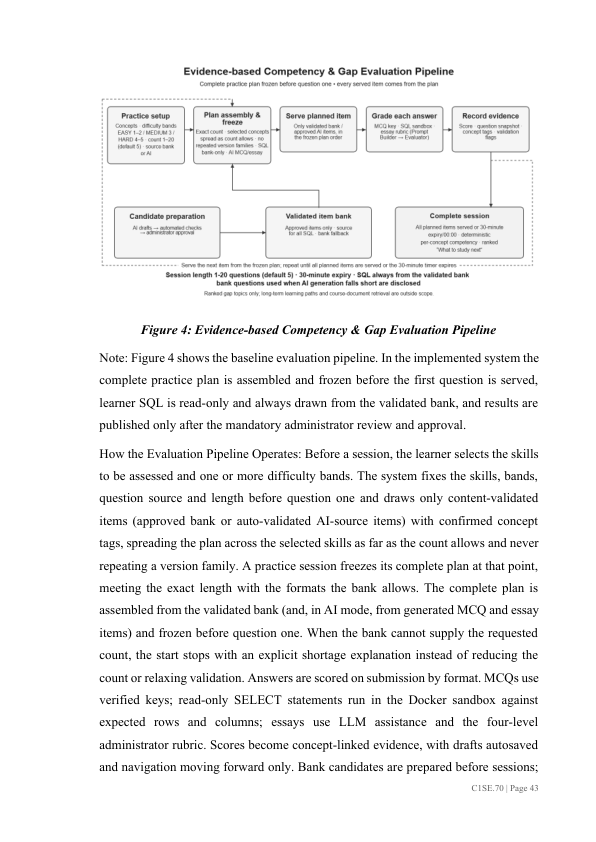 Evidence-based Competency & Gap Evaluation Pipeline
Complete practice plan frozen before question one • every served item comes from the plan
Practice setup
Concepts · difficulty bands
EASY 1–2 / MEDIUM 3 /
HARD 4–5 · count 1–20
(default 5) · source bank
or AI
Plan assembly &
freeze
Exact count · selected concepts
spread as count allows · no
repeated version families · SQL
bank only · AI MCQ/essay
Serve planned item
Only validated bank /
approved AI items, in
the frozen plan order
Grade each answer
MCQ key · SQL sandbox
essay rubric (Prompt
Builder → Evaluator)
Record evidence
Score · question snapshot
concept tags · validation
flags
Candidate preparation
AI drafts → automated checks
→ administrator approval
Validated item bank
Approved items only · source
for all SQL · bank fallback
Complete session
All planned items served or 30-minute
expiry/00:00 · deterministic
per-concept competency · ranked
"What to study next"
Serve the next item from the frozen plan, repeat until all planned items are served or the 30-minute timer expires
Session length 1-20 questions (default 5) · 30-minute expiry · SQL always from the validated bank
bank questions used when AI generation falls short are disclosed
Ranked gap topics only, long-term learning paths and course-document retrieval are outside scope
Figure 4: Evidence-based Competency & Gap Evaluation Pipeline
Note: Figure 4 shows the baseline evaluation pipeline. In the implemented system the
complete practice plan is assembled and frozen before the first question is served,
learner SQL is read-only and always drawn from the validated bank, and results are
published only after the mandatory administrator review and approval.
How the Evaluation Pipeline Operates: Before a session, the learner selects the skills
to be assessed and one or more difficulty bands. The system fixes the skills, bands,
question source and length before question one and draws only content-validated
items (approved bank or auto-validated AI-source items) with confirmed concept
tags, spreading the plan across the selected skills as far as the count allows and never
repeating a version family. A practice session freezes its complete plan at that point,
meeting the exact length with the formats the bank allows. The complete plan is
assembled from the validated bank (and, in AI mode, from generated MCQ and essay
items) and frozen before question one. When the bank cannot supply the requested
count, the start stops with an explicit shortage explanation instead of reducing the
count or relaxing validation. Answers are scored on submission by format. MCQs use
verified keys; read-only SELECT statements run in the Docker sandbox against
expected rows and columns; essays use LLM assistance and the four-level
administrator rubric. Scores become concept-linked evidence, with drafts autosaved
and navigation moving forward only. Bank candidates are prepared before sessions;
C1SE.70 | Page 43